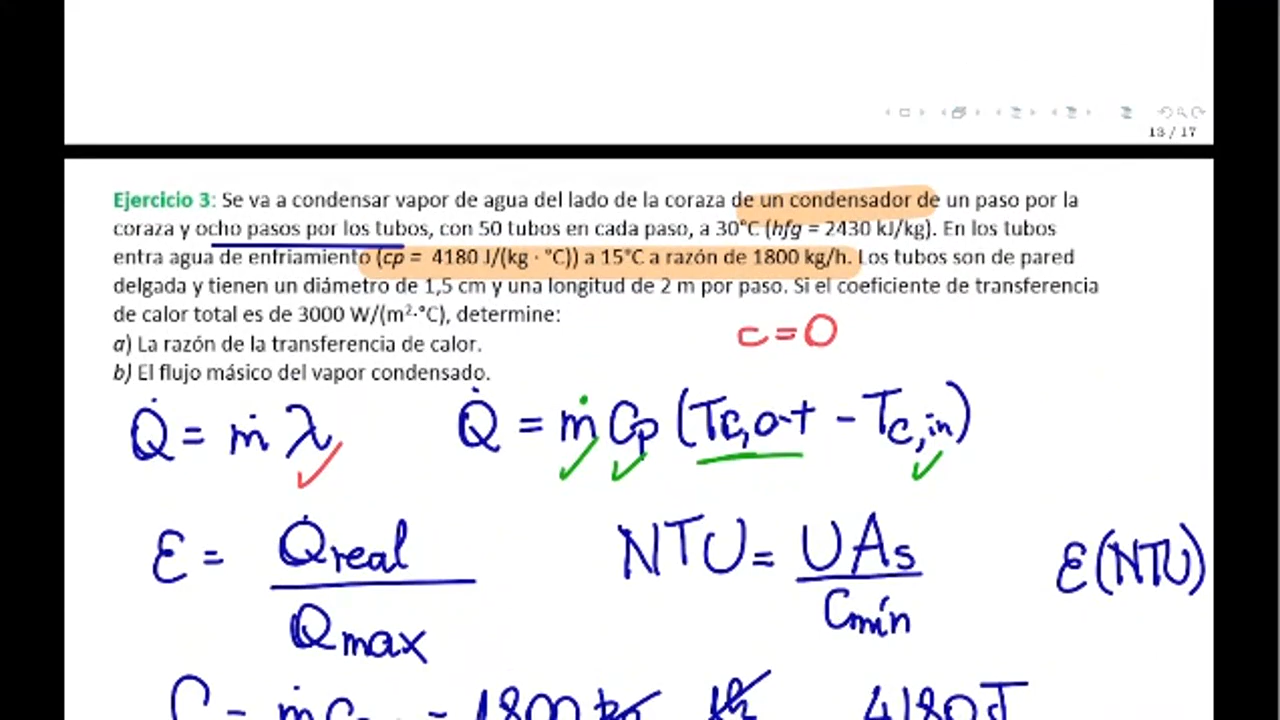 13 / 17
Ejercicio 3: Se va a condensar vapor de agua del lado de la coraza de un condensador de un paso por la
coraza y ocho pasos por los tubos, con 50 tubos en cada paso, a 30°C (hfg = 2430 kJ/kg). En los tubos
entra agua de enfriamiento (cp = 4180 J/(kg · °C)) a 15°C a razón de 1800 kg/h. Los tubos son de pared
delgada y tienen un diámetro de 1,5 cm y una longitud de 2 m por paso. Si el coeficiente de transferencia
de calor total es de 3000 W/(m²·°C), determine:
c = 0
a) La razón de la transferencia de calor.
b) El flujo másico del vapor condensado.
Q̇ = ṁ λ Q̇ = ṁ Cp (Tc,out - Tc,in)
ε = Q̇real / Qmax NTU = UAs / Cmín ε(NTU)
C = ṁ Cp = 1800 kg 4180 J